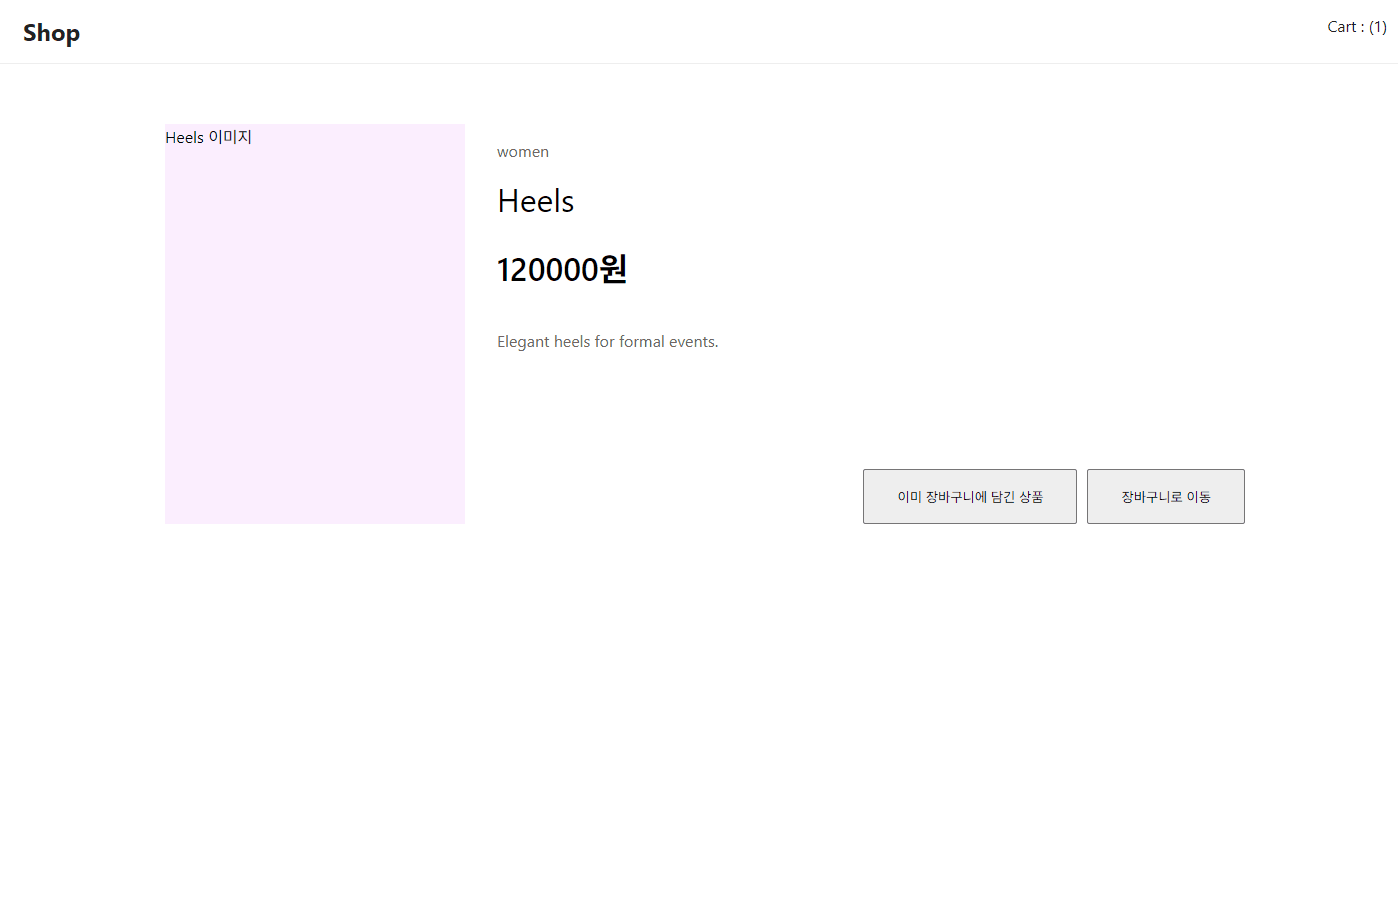 Shop
Cart : (1)
Heels 이미지
women
Heels
120000원
Elegant heels for formal events.
이미 장바구니에 담긴 상품
장바구니로 이동